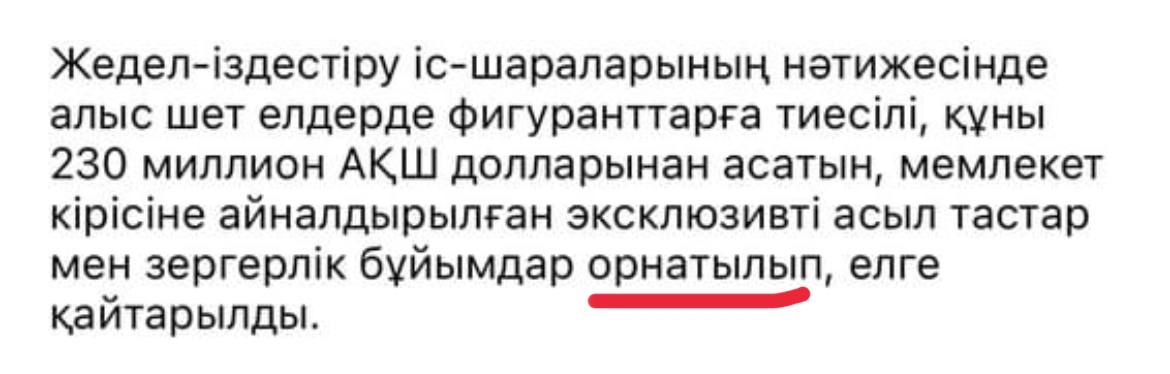 Жедел-іздестіру іс-шараларының нәтижесінде
алыс шет елдерде фигуранттарға тиесілі, құны
230 миллион АҚШ долларынан асатын, мемлекет
кірісіне айналдырылған эксклюзивті асыл тастар
мен зергерлік бұйымдар орнатылып, елге
қайтарылды.